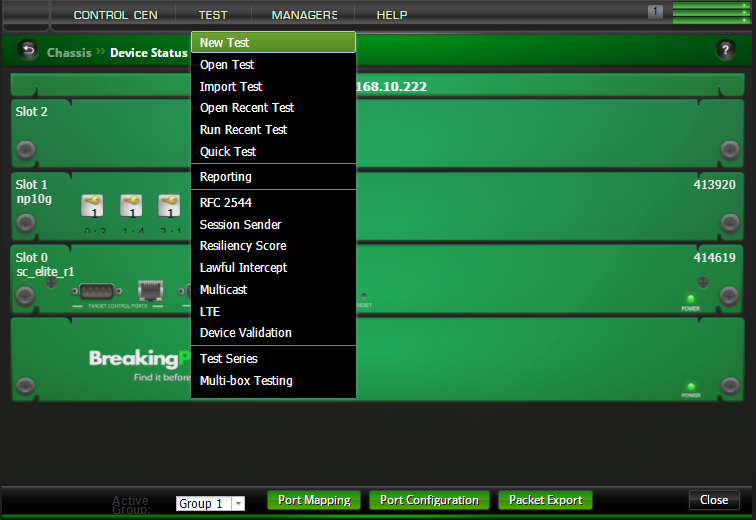 CONTROL CEN TEST MANAGERS HELP 1
Chassis >> Device Status ?
New Test
Open Test
Import Test
Open Recent Test
Run Recent Test
Quick Test
Reporting
RFC 2544
Session Sender
Resiliency Score
Lawful Intercept
Multicast
LTE
Device Validation
Test Series
Multi-box Testing
168.10.222
Slot 2
Slot 1 413920
np10g
1 1 1
Slot 0 414619
sc_elite_r1
TARGET CONTROL PORTS
POWER
Breaking
Find it before
POWER
Active
Group:
Group 1
Port Mapping Port Configuration Packet Export Close